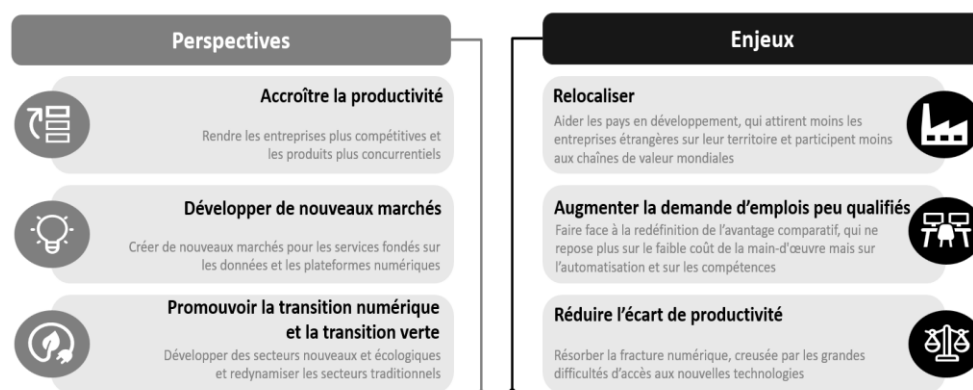 Perspectives
Accroître la productivité
Rendre les entreprises plus compétitives et
les produits plus concurrentiels
Développer de nouveaux marchés
Créer de nouveaux marchés pour les services fondés sur
les données et les plateformes numériques
Promouvoir la transition numérique
et la transition verte
Développer des secteurs nouveaux et écologiques
et redynamiser les secteurs traditionnels
Enjeux
Relocaliser
Aider les pays en développement, qui attirent moins les
entreprises étrangères sur leur territoire et participent moins
aux chaînes de valeur mondiales
Augmenter la demande d'emplois peu qualifiés
Faire face à la redéfinition de l'avantage comparatif, qui ne
repose plus sur le faible coût de la main-d'œuvre mais sur
l'automatisation et sur les compétences
Réduire l'écart de productivité
Résorber la fracture numérique, creusée par les grandes
difficultés d'accès aux nouvelles technologies